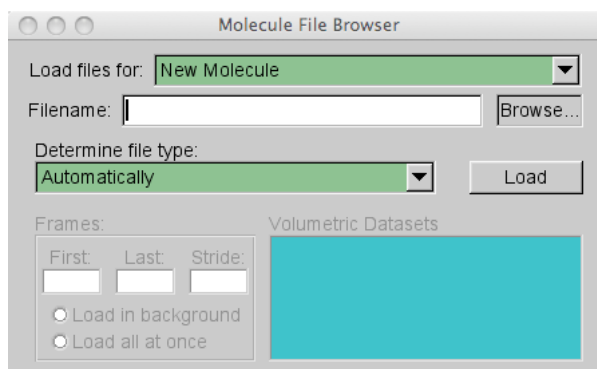 Molecule File Browser
Load files for: New Molecule
Filename: Browse...
Determine file type:
Automatically Load
Frames: Volumetric Datasets
First: Last: Stride:
Load in background
Load all at once